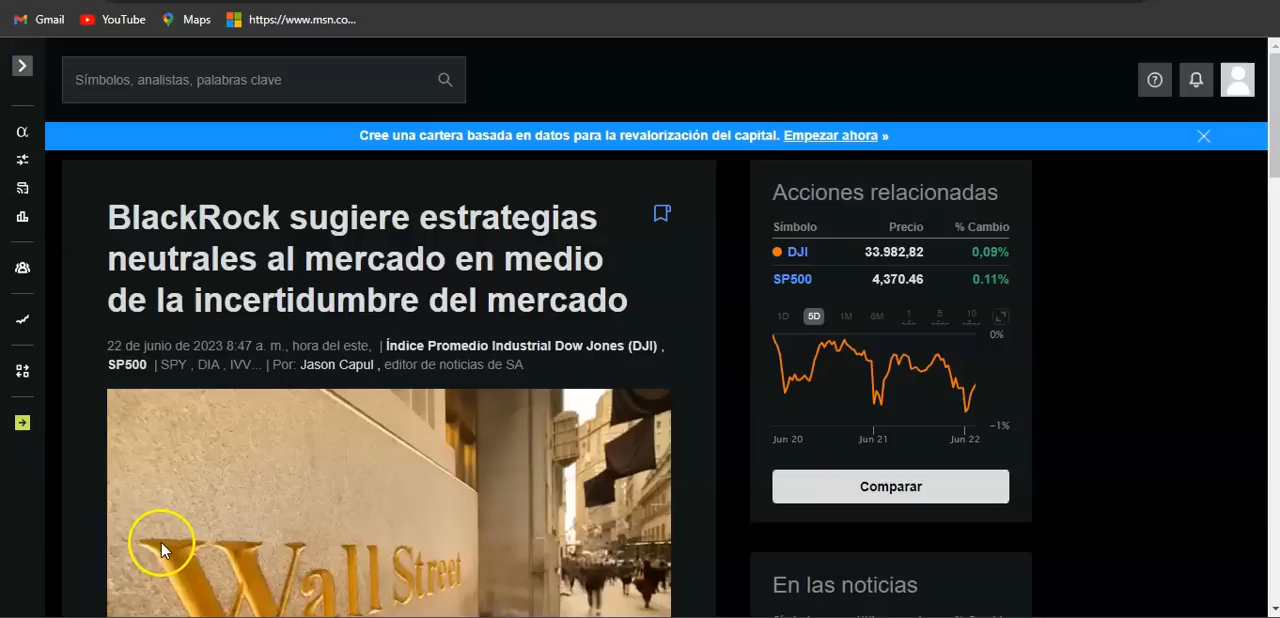 Gmail
YouTube
Maps
https://www.msn.co...
Símbolos, analistas, palabras clave
Cree una cartera basada en datos para la revalorización del capital. Empezar ahora »
BlackRock sugiere estrategias
neutrales al mercado en medio
de la incertidumbre del mercado
22 de junio de 2023 8:47 a. m., hora del este, | Índice Promedio Industrial Dow Jones (DJI) ,
SP500 | SPY , DIA , IVV... | Por: Jason Capul , editor de noticias de SA
Wall Street
Acciones relacionadas
Símbolo Precio % Cambio
DJI 33.982,82 0,09%
SP500 4,370.46 0.11%
1D 5D 1M 6M 1 5 10
0%
-1%
Jun 20 Jun 21 Jun 22
Comparar
En las noticias